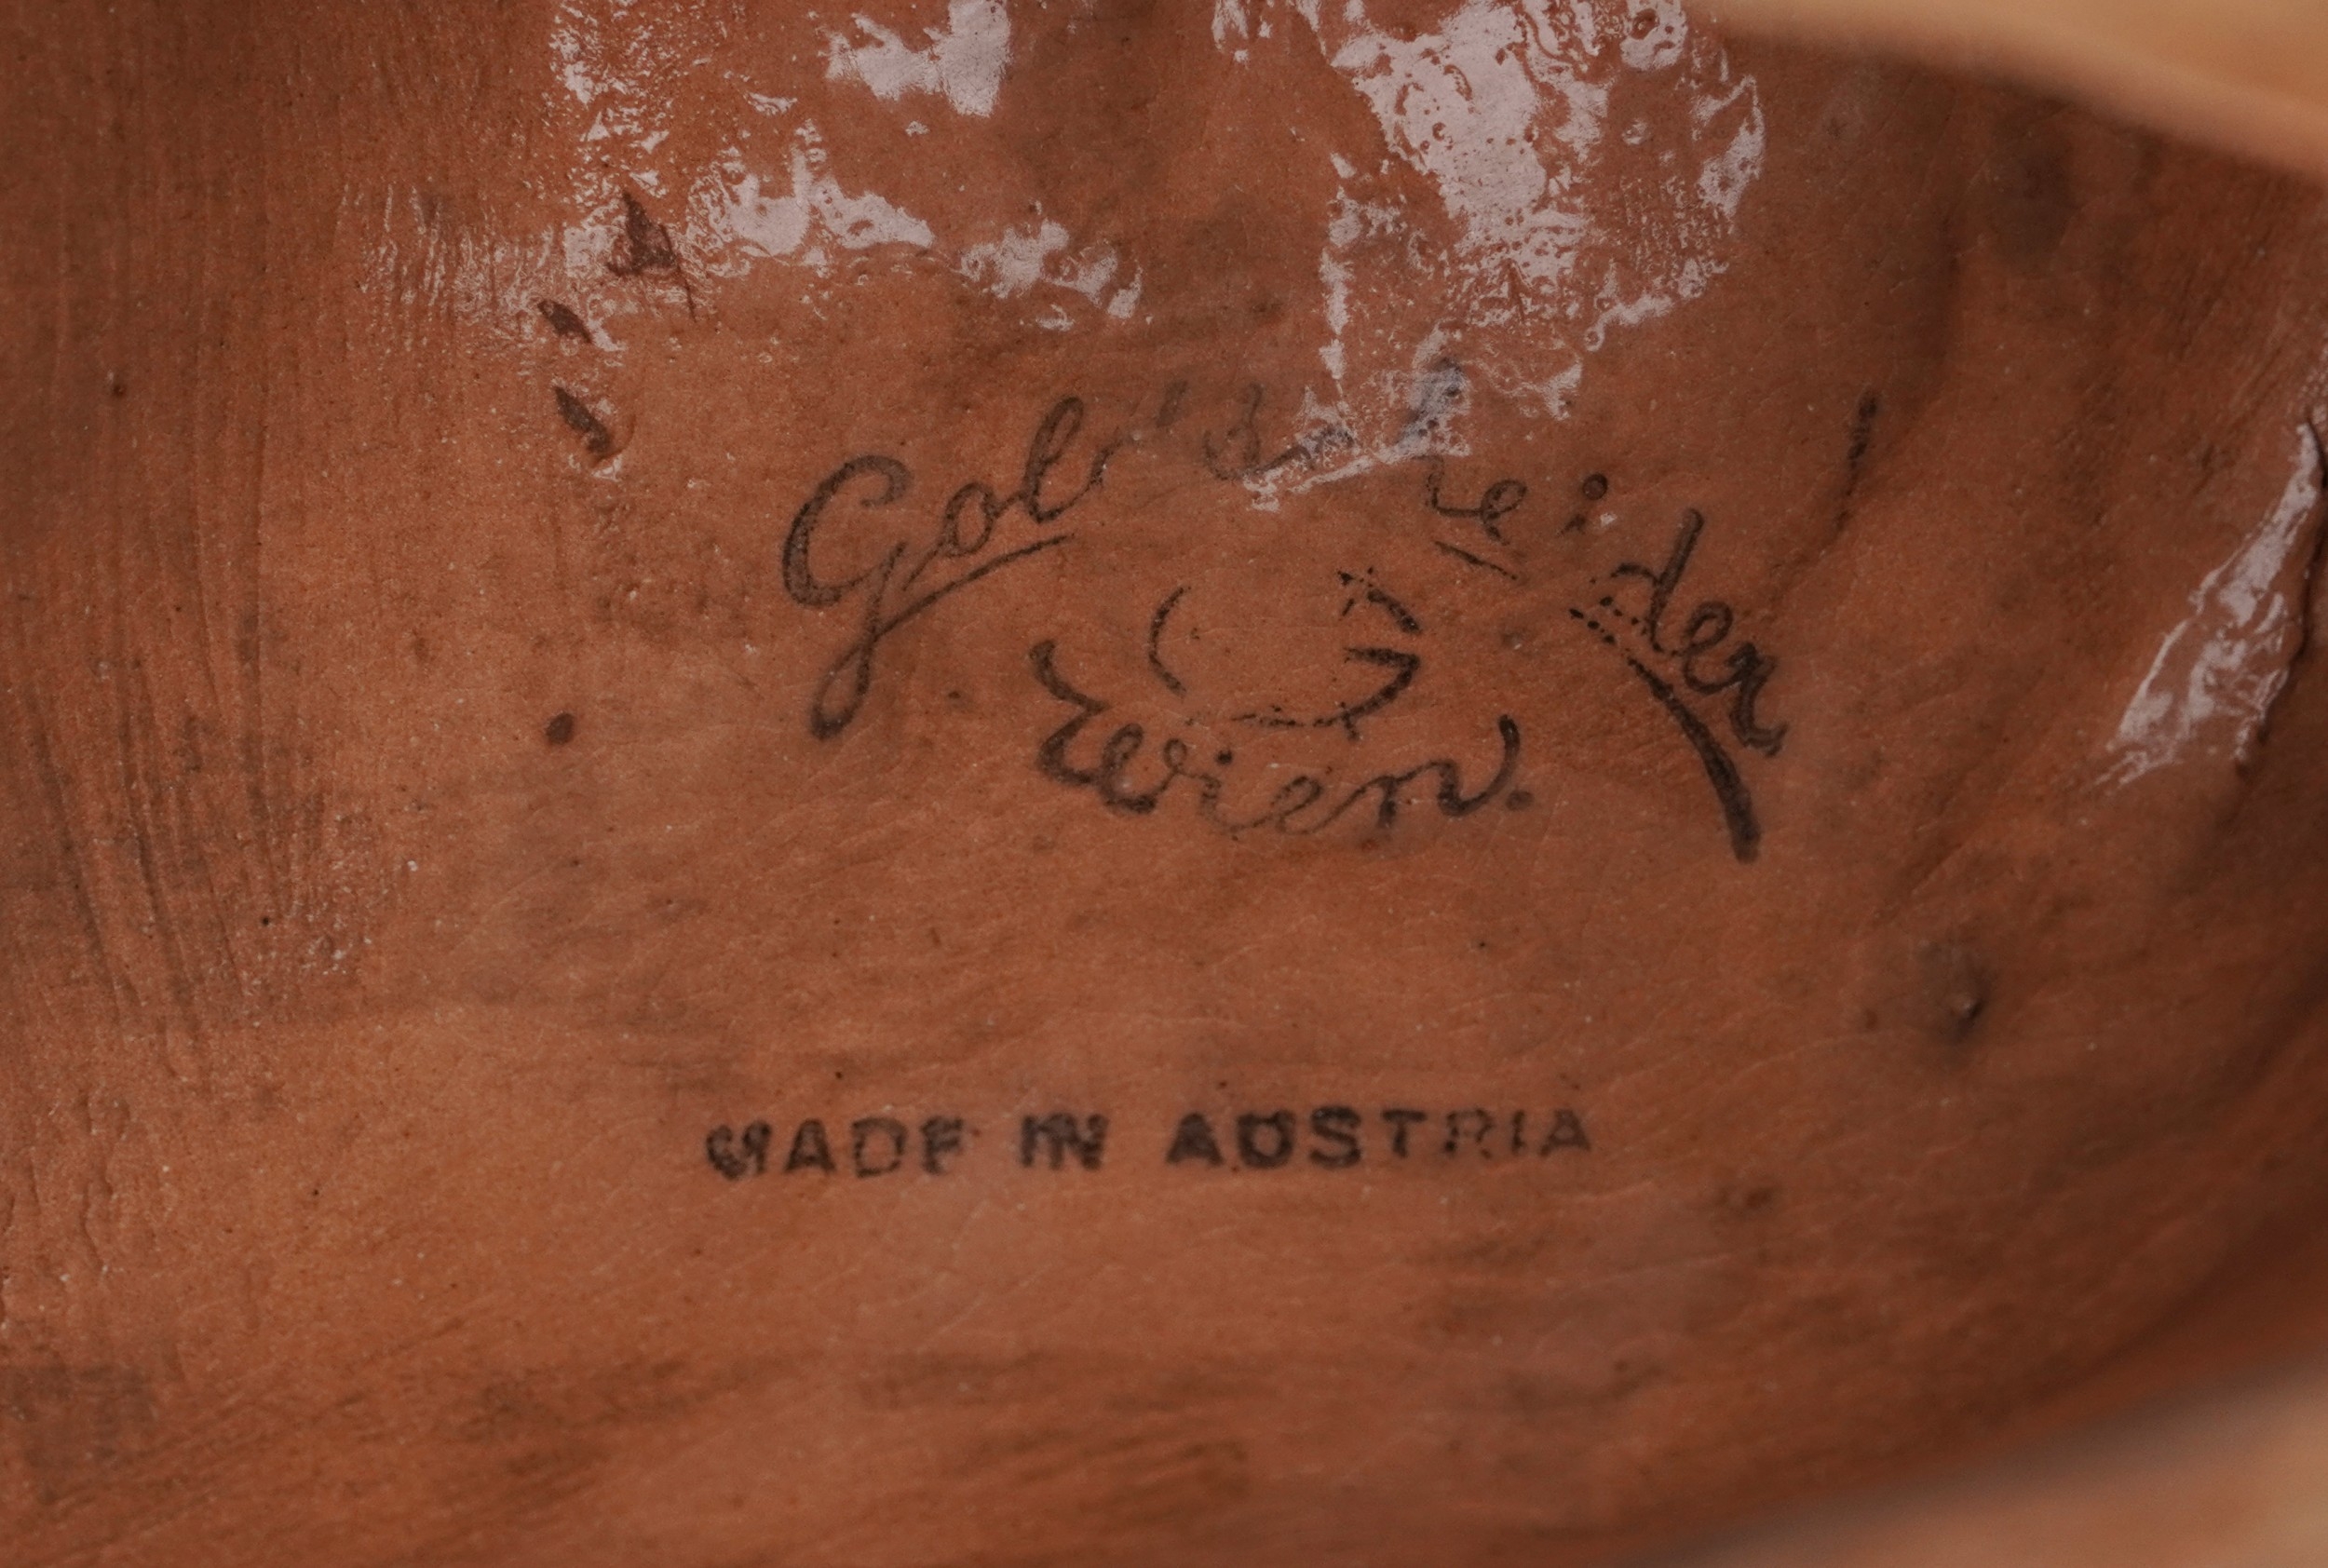 Goldscheider
Wien.
MADE IN AUSTRIA